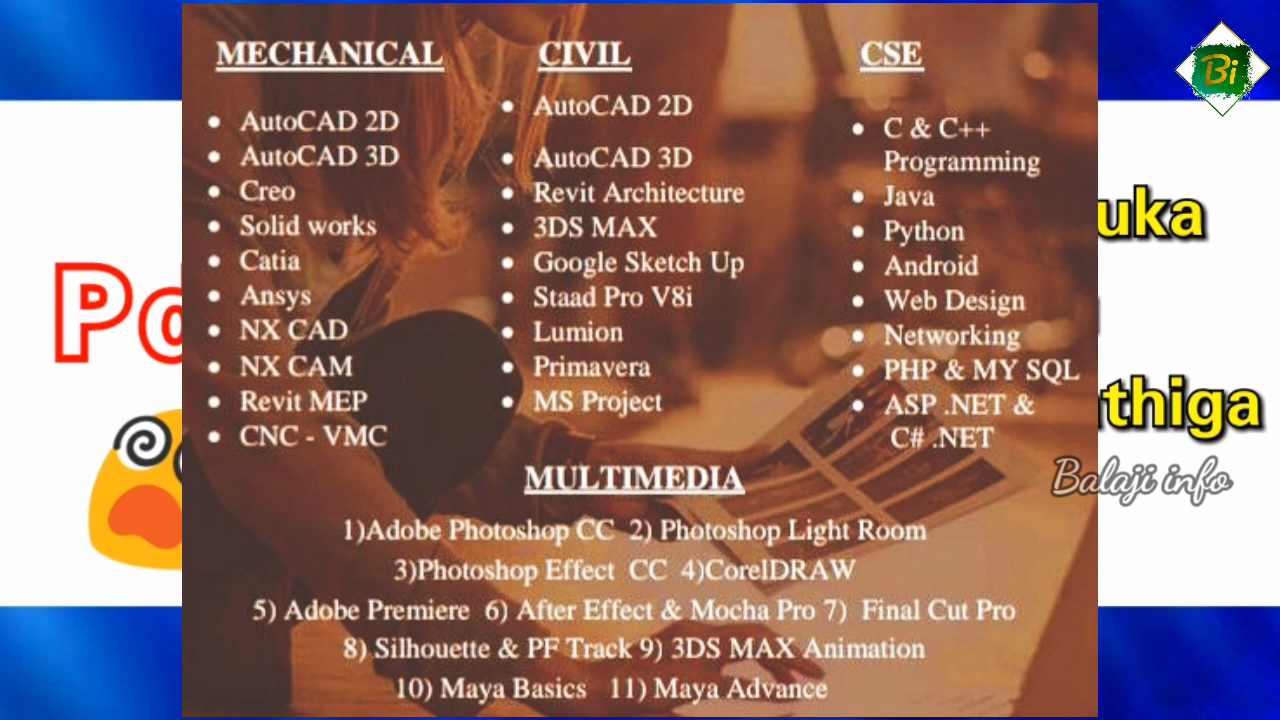 MECHANICAL
AutoCAD 2D
AutoCAD 3D
Creo
Solid works
Catia
Ansys
NX CAD
NX CAM
Revit MEP
CNC - VMC
CIVIL
AutoCAD 2D
AutoCAD 3D
Revit Architecture
3DS MAX
Google Sketch Up
Staad Pro V8i
Lumion
Primavera
MS Project
CSE
C & C++
Programming
Java
Python
Android
Web Design
Networking
PHP & MY SQL
ASP .NET &
C# .NET
MULTIMEDIA
1)Adobe Photoshop CC 2) Photoshop Light Room
3)Photoshop Effect CC 4)CorelDRAW
5) Adobe Premiere 6) After Effect & Mocha Pro 7) Final Cut Pro
8) Silhouette & PF Track 9) 3DS MAX Animation
10) Maya Basics 11) Maya Advance
Bi
uka
thiga
Balaji info
Po